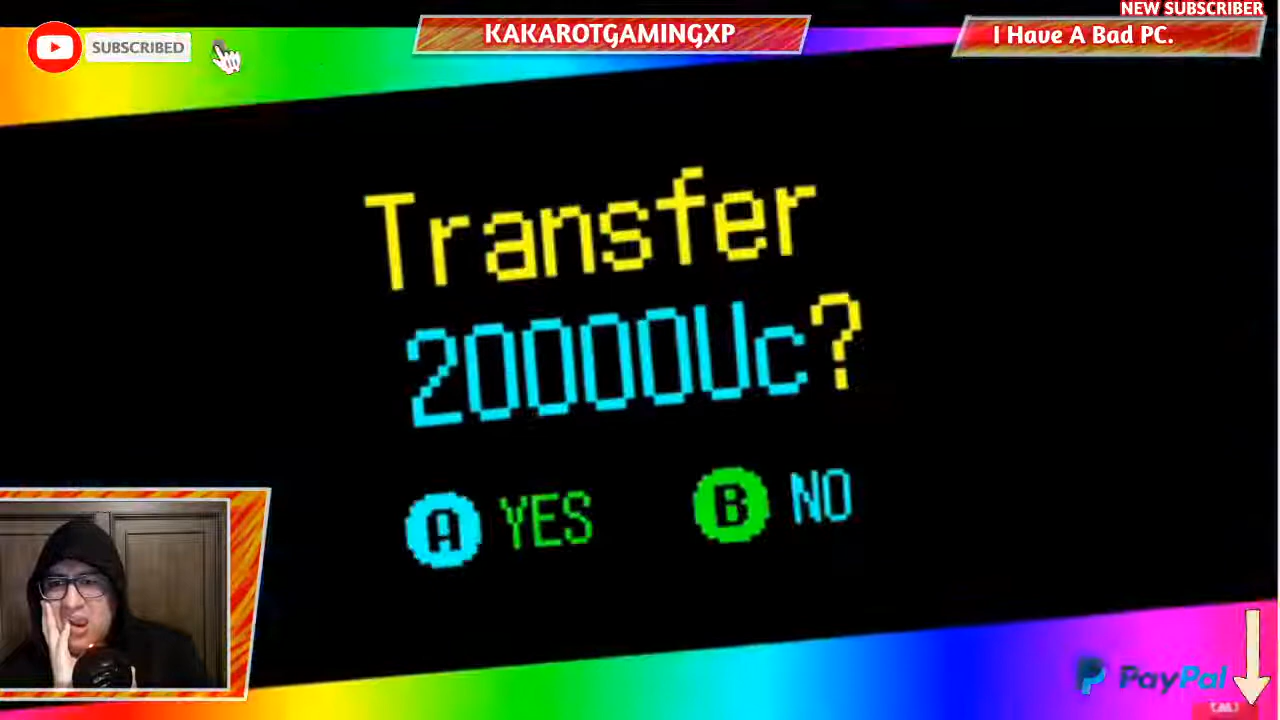 NEW SUBSCRIBER
SUBSCRIBED
KAKAROTGAMINGXP
I Have A Bad PC.
Transfer
20000Uc?
A YES
B NO
PayPal